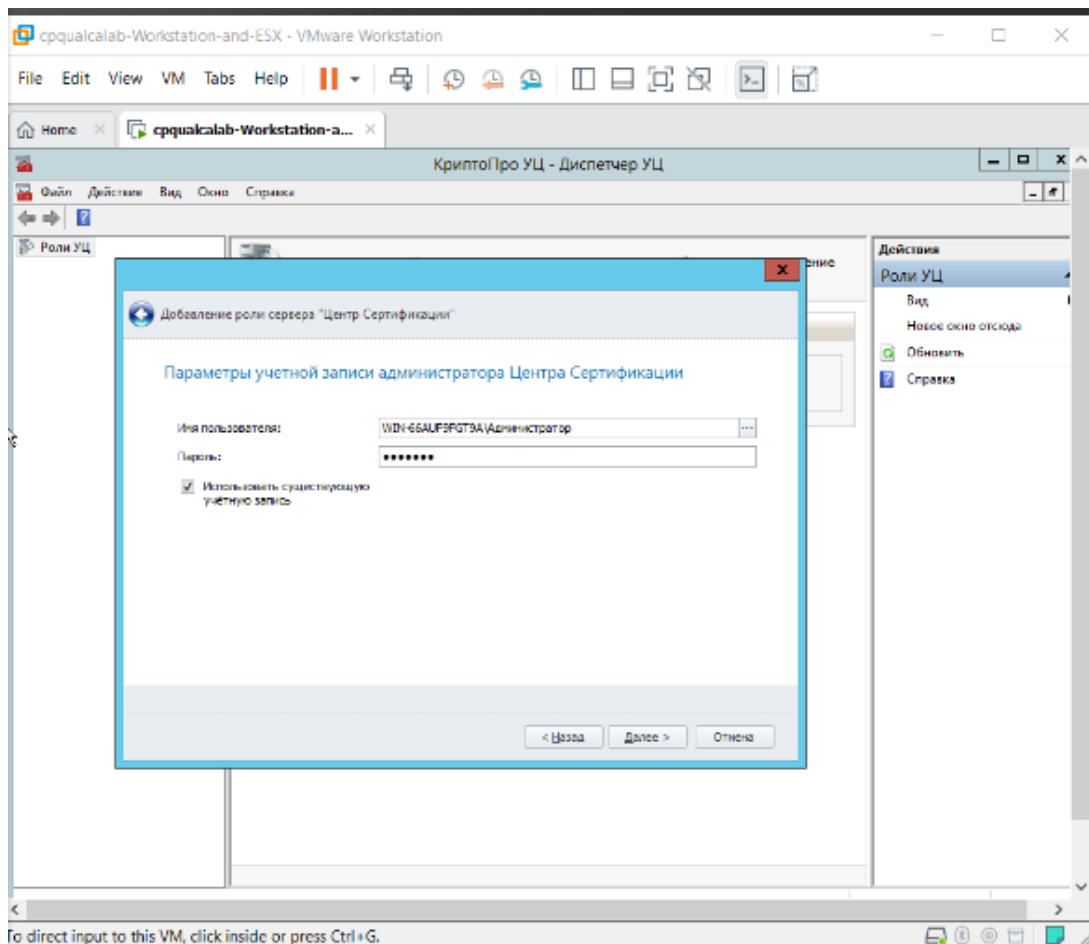 cpqualcalab-Workstation-and-ESX - VMware Workstation
File Edit View VM Tabs Help
Home
cpqualcalab-Workstation-a...
КриптоПро УЦ - Диспетчер УЦ
Файл Действие Вид Окно Справка
Роли УЦ
ение
Действия
Роли УЦ
Вид
Новое окно отсюда
Обновить
Справка
Добавление роли сервера "Центр Сертификации"
Параметры учетной записи администратора Центра Сертификации
Имя пользователя:
WIN-66AUF9FGT9A\Администратор
Пароль:
Использовать существующую
учётную запись
< Назад
Далее >
Отмена
To direct input to this VM, click inside or press Ctrl+G.